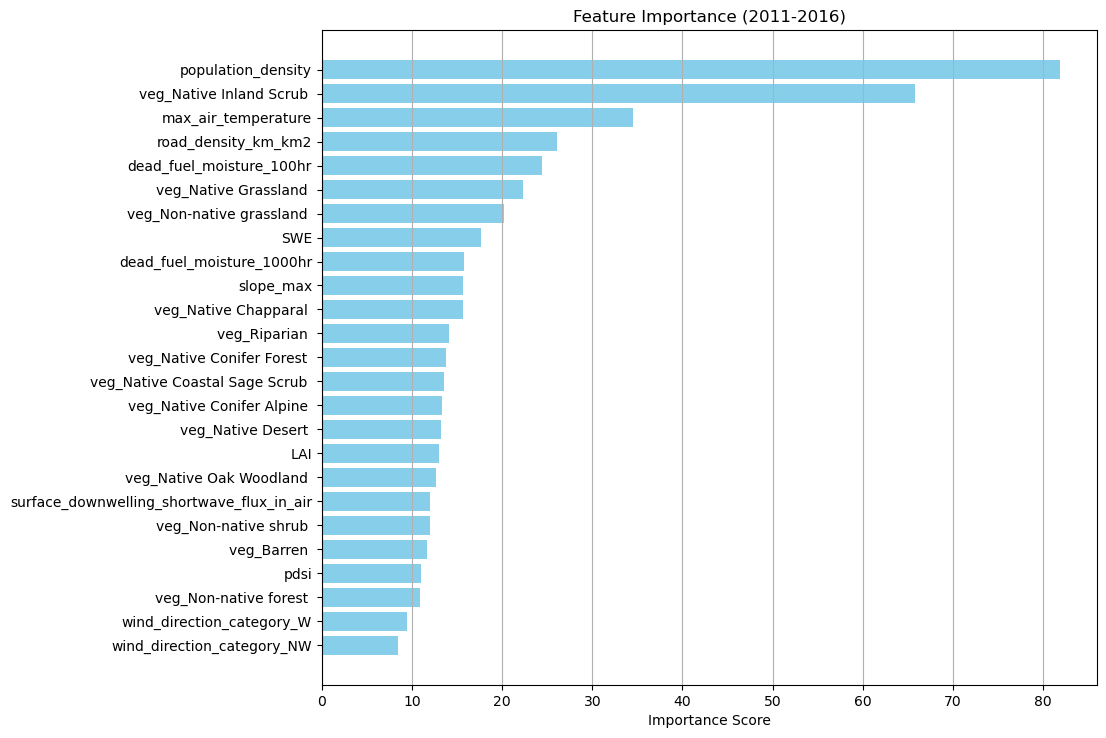 Feature Importance (2011-2016)
population_density
veg_Native Inland Scrub
max_air_temperature
road_density_km_km2
dead_fuel_moisture_100hr
veg_Native Grassland
veg_Non-native grassland
SWE
dead_fuel_moisture_1000hr
slope_max
veg_Native Chapparal
veg_Riparian
veg_Native Conifer Forest
veg_Native Coastal Sage Scrub
veg_Native Conifer Alpine
veg_Native Desert
LAI
veg_Native Oak Woodland
surface_downwelling_shortwave_flux_in_air
veg_Non-native shrub
veg_Barren
pdsi
veg_Non-native forest
wind_direction_category_W
wind_direction_category_NW
0 10 20 30 40 50 60 70 80
Importance Score